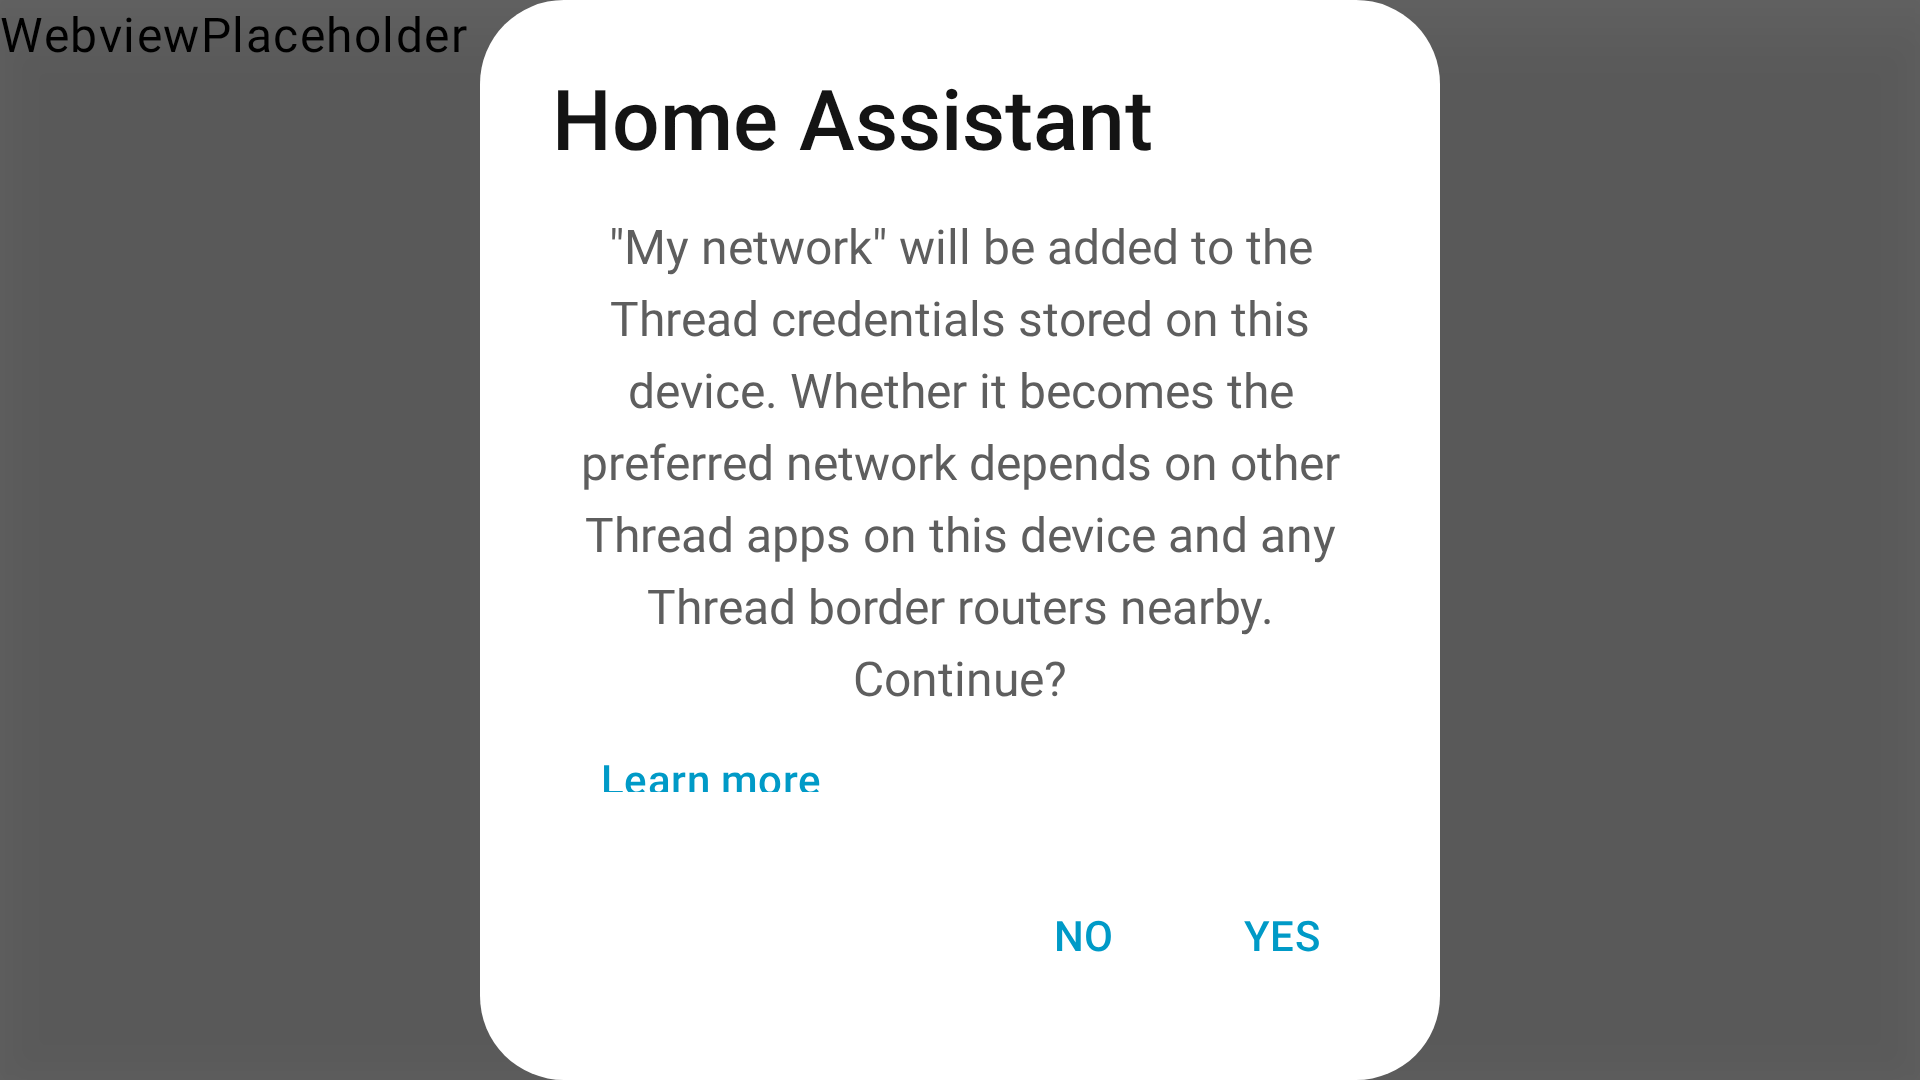 WebviewPlaceholder
Home Assistant
"My network" will be added to the
Thread credentials stored on this
device. Whether it becomes the
preferred network depends on other
Thread apps on this device and any
Thread border routers nearby.
Continue?
Learn more
NO
YES